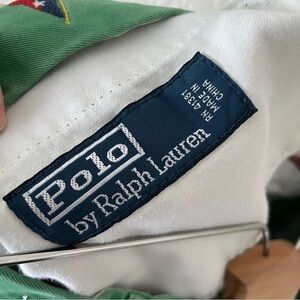 Polo
by Ralph Lauren
RN 41381
MADE IN
CHINA